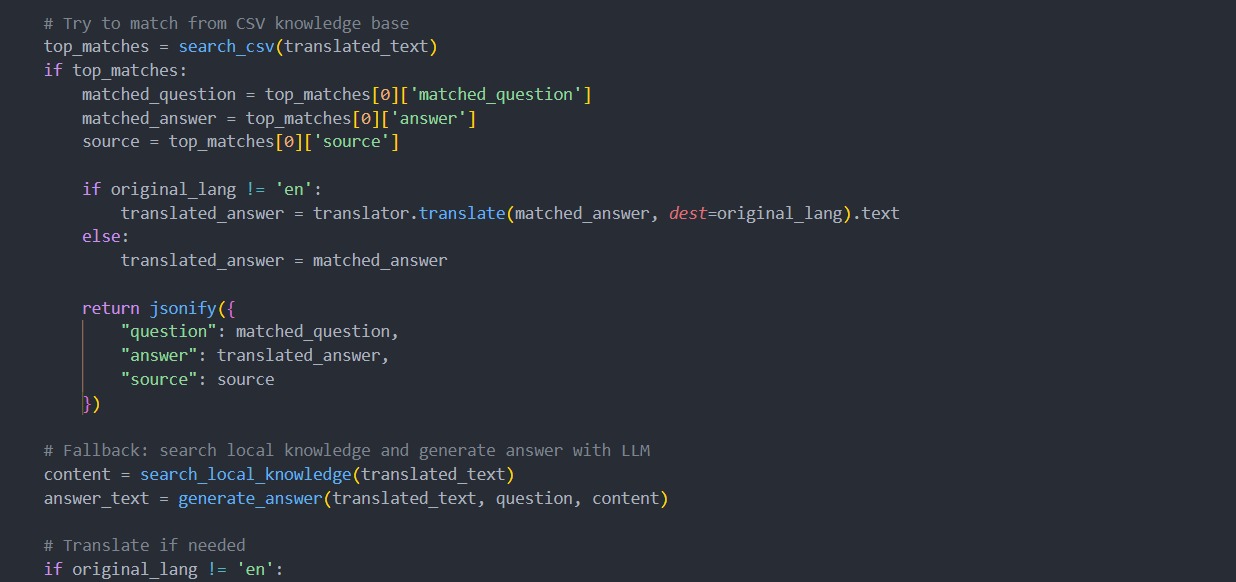 # Try to match from CSV knowledge base
top_matches = search_csv(translated_text)
if top_matches:
matched_question = top_matches[0]['matched_question']
matched_answer = top_matches[0]['answer']
source = top_matches[0]['source']
if original_lang != 'en':
translated_answer = translator.translate(matched_answer, dest=original_lang).text
else:
translated_answer = matched_answer
return jsonify({
"question": matched_question,
"answer": translated_answer,
"source": source
})
# Fallback: search local knowledge and generate answer with LLM
content = search_local_knowledge(translated_text)
answer_text = generate_answer(translated_text, question, content)
# Translate if needed
if original_lang != 'en':